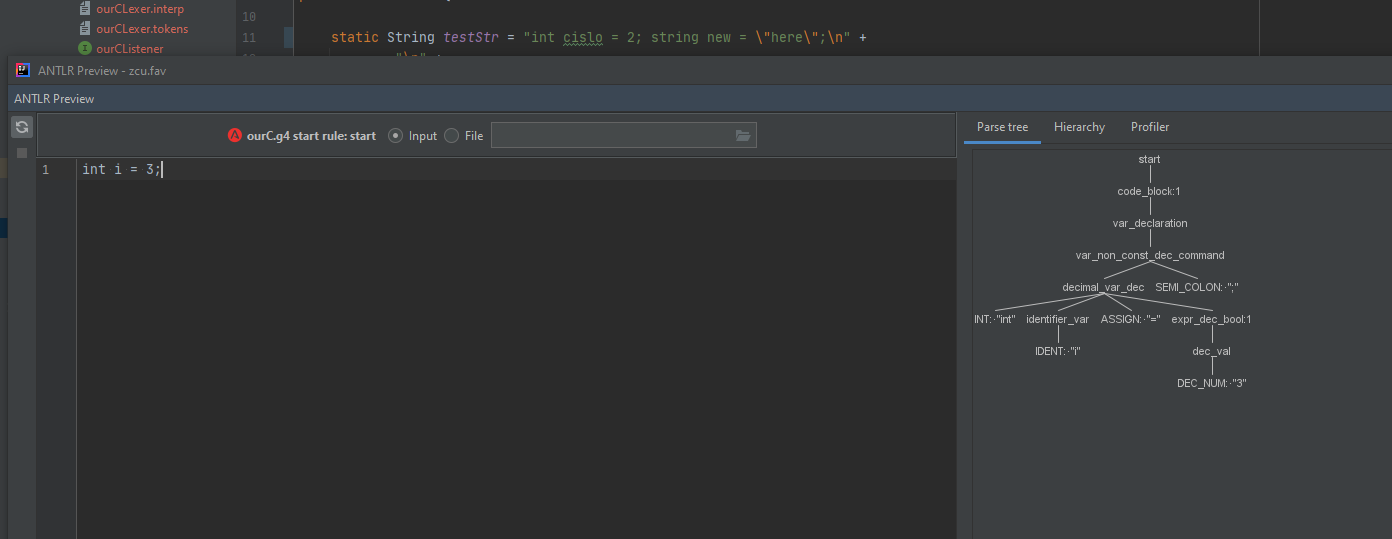 ourCLexer.interp
ourCLexer.tokens
ourCListener
10
11 static String testStr = "int cislo = 2; string new = \"here\";\n" +
ANTLR Preview - zcu.fav
ANTLR Preview
ourC.g4 start rule: start Input File
1 int i = 3;
Parse tree Hierarchy Profiler
start
code_block:1
var_declaration
var_non_const_dec_command
decimal_var_dec SEMI_COLON:·";"
INT:·"int" identifier_var ASSIGN:·"=" expr_dec_bool:1
IDENT:·"i" dec_val
DEC_NUM:·"3"